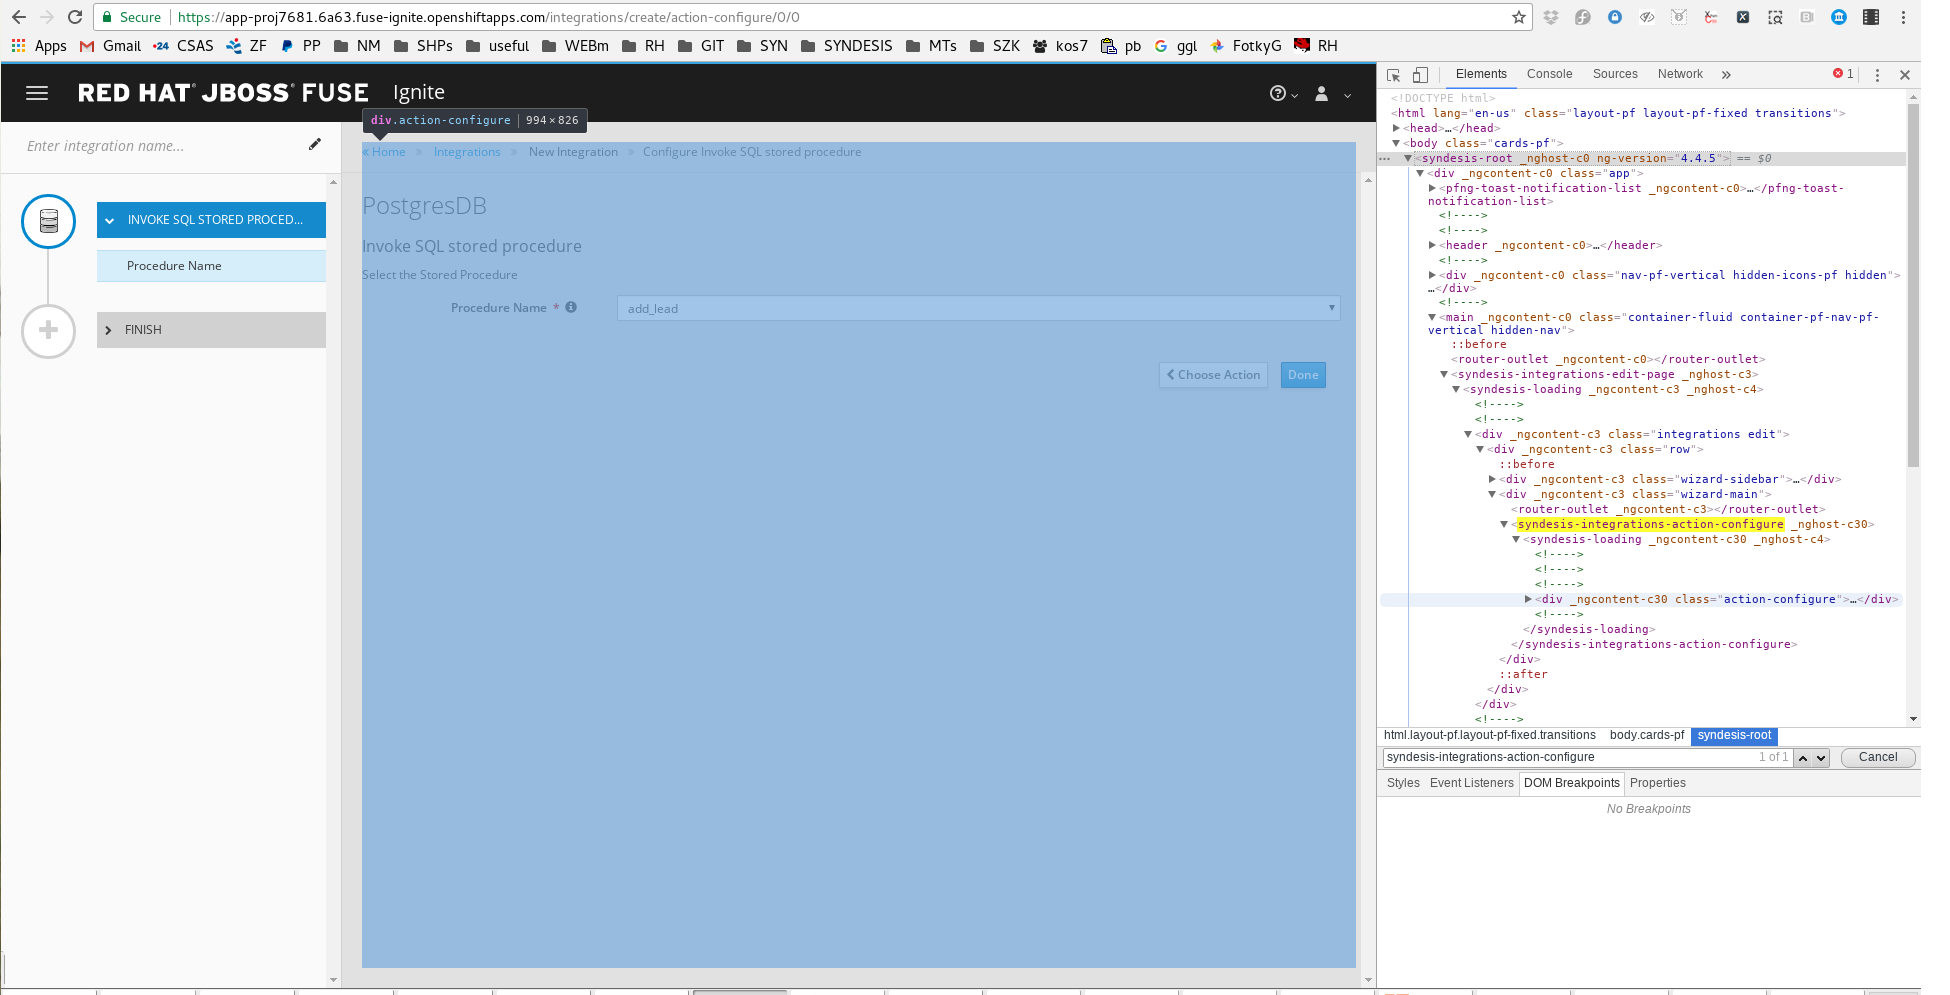 Secure https://app-proj7681.6a63.fuse-ignite.openshiftapps.com/integrations/create/action-configure/0/0
Apps Gmail -24 CSAS ZF PP NM SHPs useful WEBm RH GIT SYN SYNDESIS MTs SZK kos7 pb ggl FotkyG RH
RED HAT JBOSS FUSE Ignite
div.action-configure | 994 × 826
Enter integration name...
« Home » Integrations » New Integration » Configure Invoke SQL stored procedure
INVOKE SQL STORED PROCED...
Procedure Name
FINISH
PostgresDB
Invoke SQL stored procedure
Select the Stored Procedure
Procedure Name * add_lead
Choose Action Done
Elements Console Sources Network » 1
<!DOCTYPE html>
<html lang="en-us" class="layout-pf layout-pf-fixed transitions">
<head>…</head>
<body class="cards-pf">
<syndesis-root _nghost-c0 ng-version="4.4.5"> == $0
<div _ngcontent-c0 class="app">
<pfng-toast-notification-list _ngcontent-c0>…</pfng-toast-
notification-list>
<!---->
<!---->
<header _ngcontent-c0>…</header>
<!---->
<div _ngcontent-c0 class="nav-pf-vertical hidden-icons-pf hidden">
…</div>
<!---->
<main _ngcontent-c0 class="container-fluid container-pf-nav-pf-
vertical hidden-nav">
::before
<router-outlet _ngcontent-c0></router-outlet>
<syndesis-integrations-edit-page _nghost-c3>
<syndesis-loading _ngcontent-c3 _nghost-c4>
<!---->
<!---->
<div _ngcontent-c3 class="integrations edit">
<div _ngcontent-c3 class="row">
::before
<div _ngcontent-c3 class="wizard-sidebar">…</div>
<div _ngcontent-c3 class="wizard-main">
<router-outlet _ngcontent-c3></router-outlet>
<syndesis-integrations-action-configure _nghost-c30>
<syndesis-loading _ngcontent-c30 _nghost-c4>
<!---->
<!---->
<!---->
<div _ngcontent-c30 class="action-configure">…</div>
<!---->
</syndesis-loading>
</syndesis-integrations-action-configure>
</div>
::after
</div>
</div>
<!---->
html.layout-pf.layout-pf-fixed.transitions body.cards-pf syndesis-root
syndesis-integrations-action-configure 1 of 1 Cancel
Styles Event Listeners DOM Breakpoints Properties
No Breakpoints